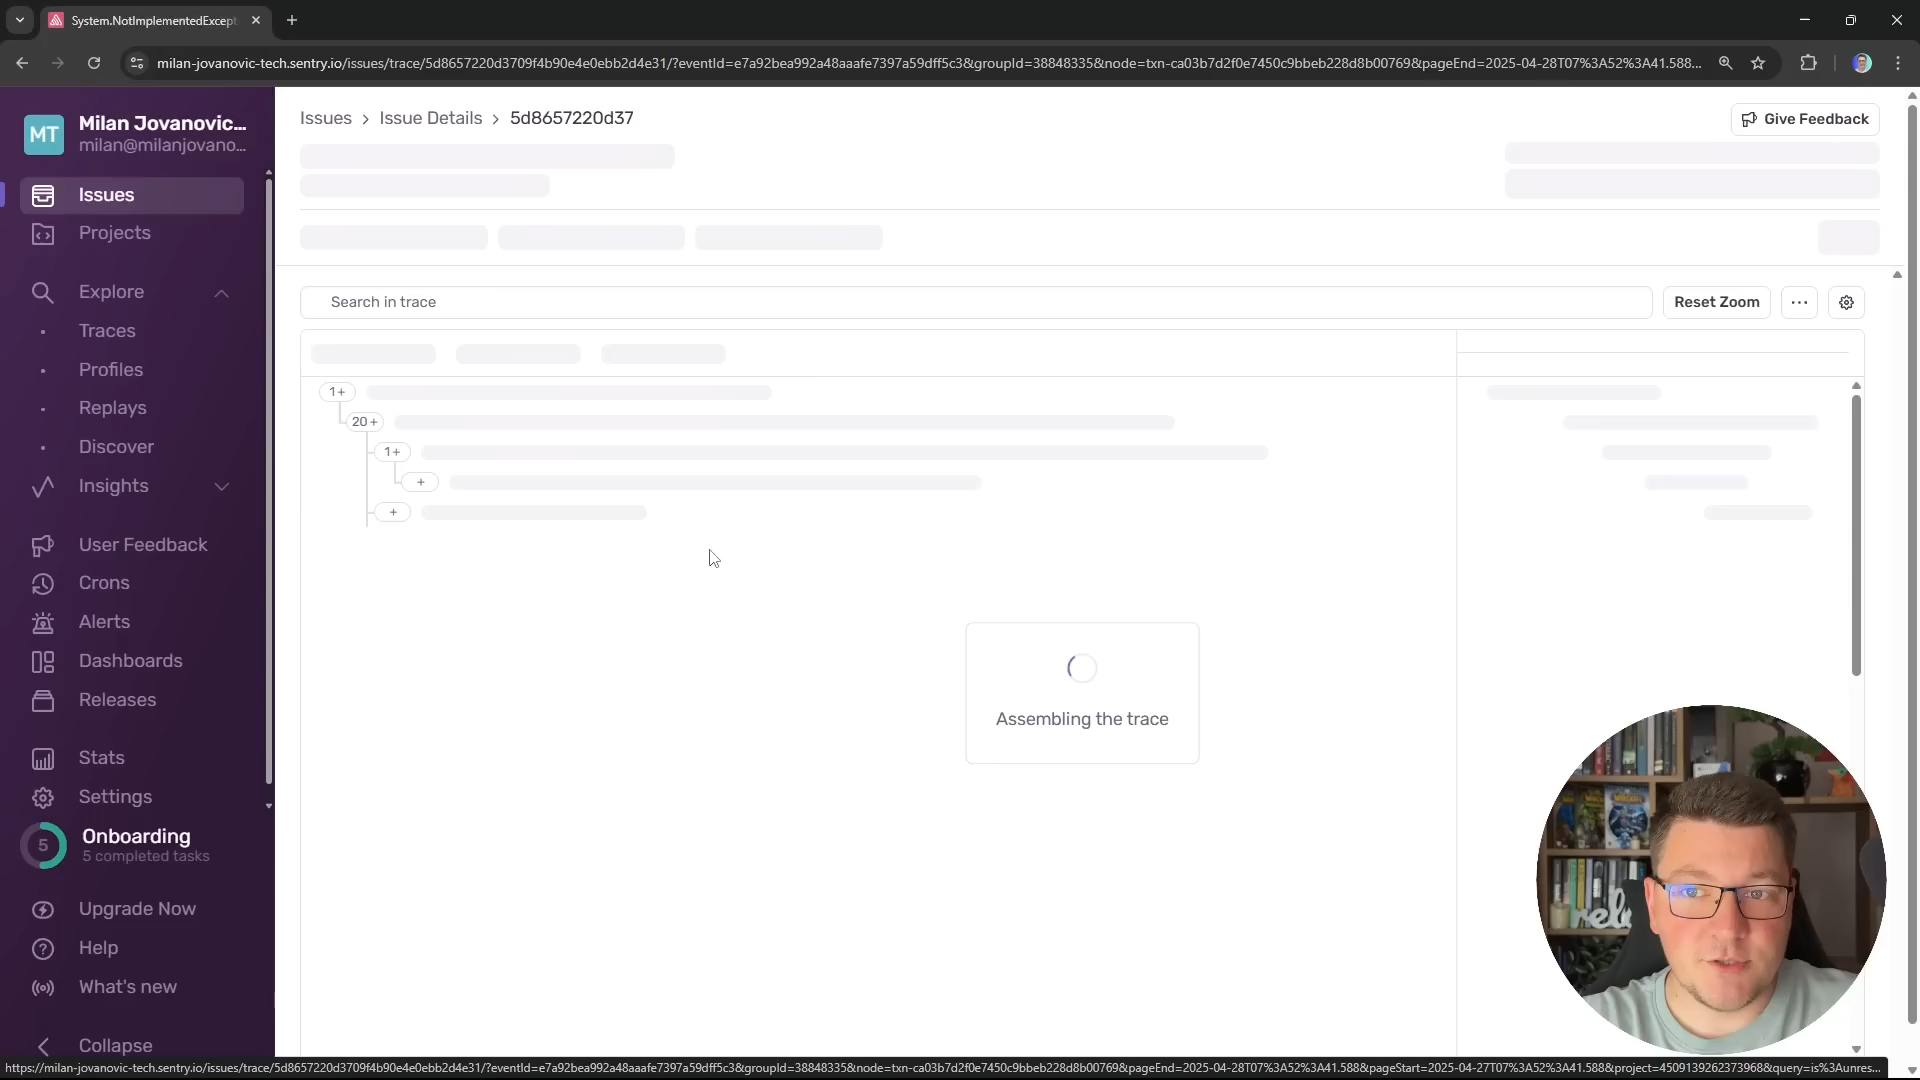 System.NotImplementedExcept
milan-jovanovic-tech.sentry.io/issues/trace/5d8657220d3709f4b90e4e0ebb2d4e31/?eventId=e7a92bea992a48aaafe7397a59dff5c3&groupId=38848335&node=txn-ca03b7d2f0e7450c9bbeb228d8b00769&pageEnd=2025-04-28T07%3A52%3A41.588...
MT
Milan Jovanovic...
milan@milanjovano...
Issues
Projects
Explore
Traces
Profiles
Replays
Discover
Insights
User Feedback
Crons
Alerts
Dashboards
Releases
Stats
Settings
5
Onboarding
5 completed tasks
Upgrade Now
Help
What's new
Collapse
Issues > Issue Details > 5d8657220d37
Give Feedback
Search in trace
Reset Zoom
1+
20+
1+
+
+
Assembling the trace
https://milan-jovanovic-tech.sentry.io/issues/trace/5d8657220d3709f4b90e4e0ebb2d4e31/?eventId=e7a92bea992a48aaafe7397a59dff5c3&groupId=38848335&node=txn-ca03b7d2f0e7450c9bbeb228d8b00769&pageEnd=2025-04-28T07%3A52%3A41.588&pageStart=2025-04-27T07%3A52%3A41.588&project=4509139262373968&query=is%3Aunres...